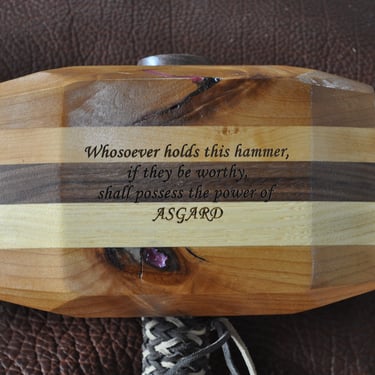 Whosoever holds this hammer,
if they be worthy,
shall possess the power of
ASGARD